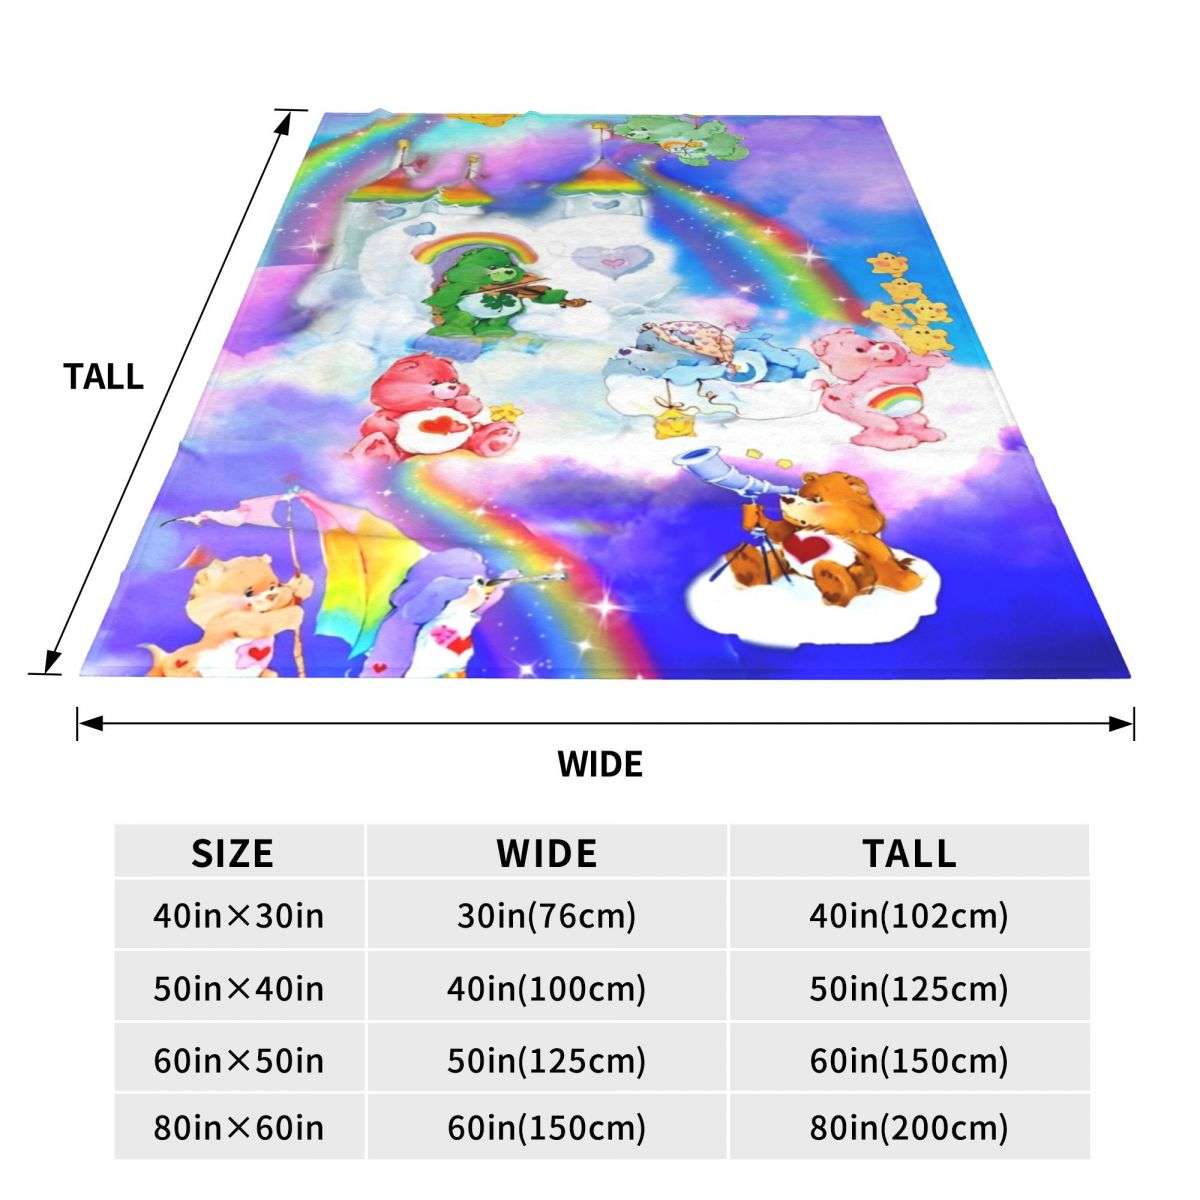 TALL
WIDE
SIZE WIDE TALL
40in×30in 30in(76cm) 40in(102cm)
50in×40in 40in(100cm) 50in(125cm)
60in×50in 50in(125cm) 60in(150cm)
80in×60in 60in(150cm) 80in(200cm)